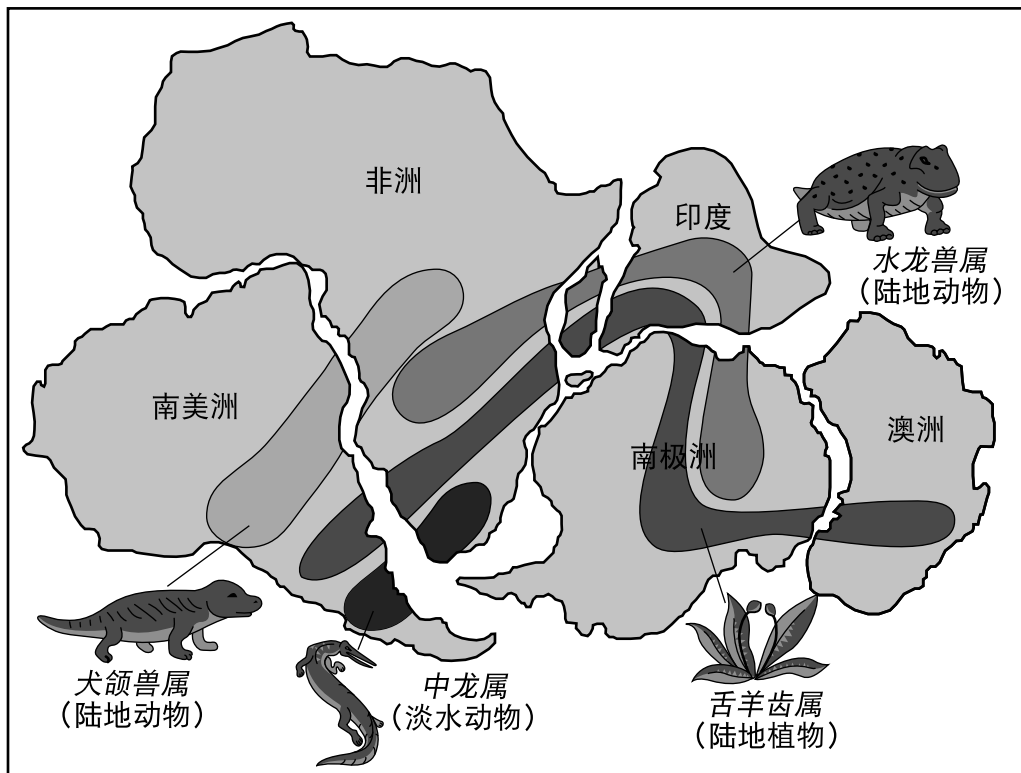 非洲
印度
水龙兽属
（陆地动物）
南美洲
南极洲
澳洲
犬颌兽属
（陆地动物）
中龙属
（淡水动物）
舌羊齿属
（陆地植物）